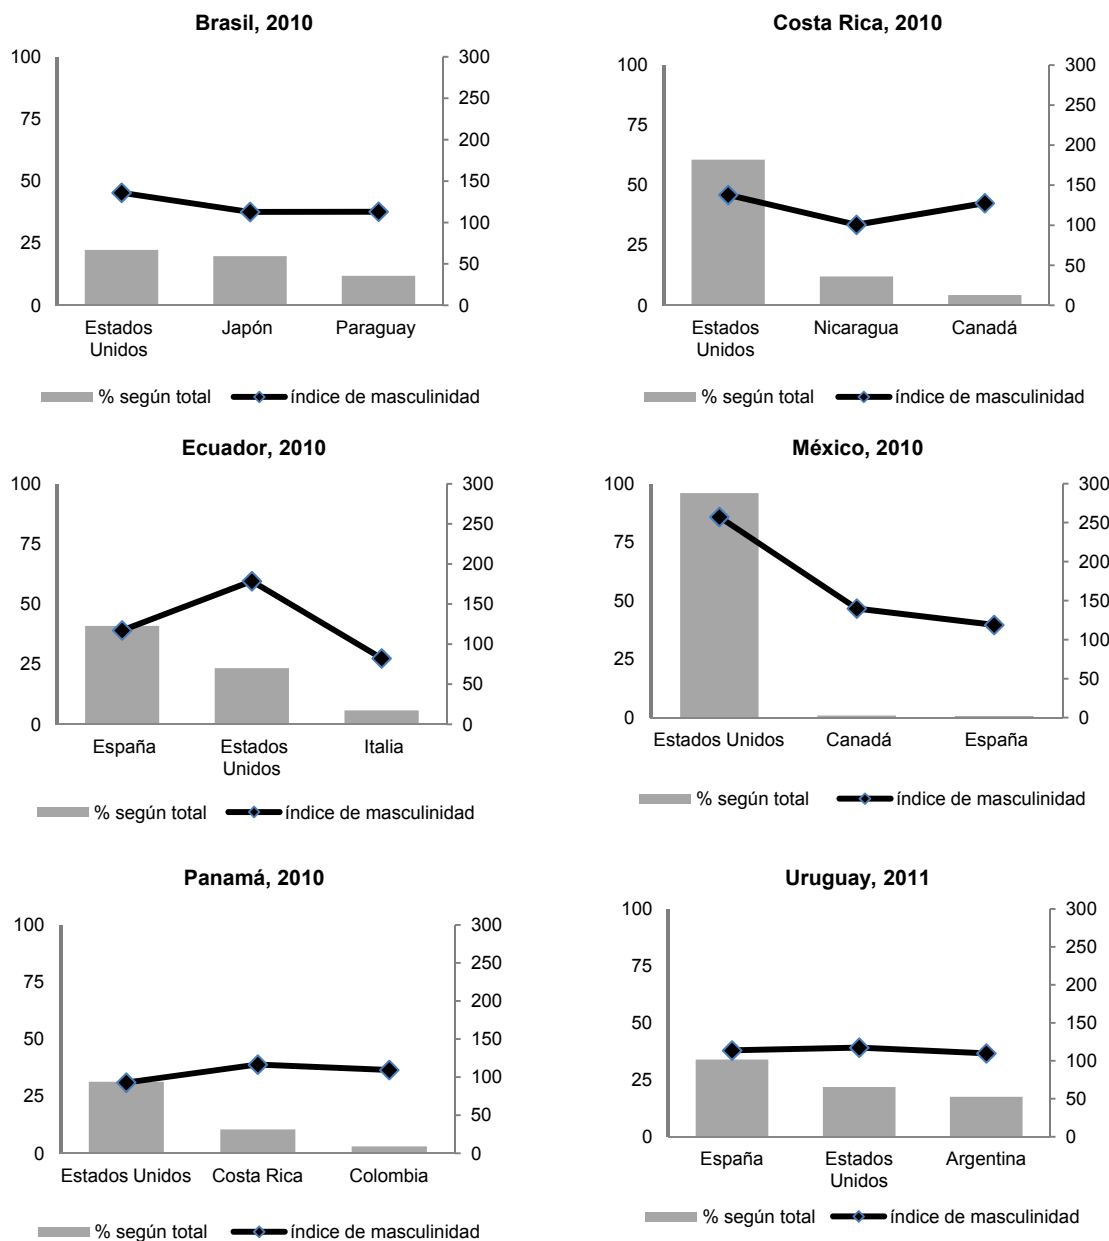 Brasil, 2010
100
75
50
25
0
300
250
200
150
100
50
0
Estados
Unidos
Japón
Paraguay
% según total
índice de masculinidad
Costa Rica, 2010
100
75
50
25
0
300
250
200
150
100
50
0
Estados
Unidos
Nicaragua
Canadá
% según total
índice de masculinidad
Ecuador, 2010
100
75
50
25
0
300
250
200
150
100
50
0
España
Estados
Unidos
Italia
% según total
índice de masculinidad
México, 2010
100
75
50
25
0
300
250
200
150
100
50
0
Estados Unidos
Canadá
España
% según total
índice de masculinidad
Panamá, 2010
100
75
50
25
0
300
250
200
150
100
50
0
Estados Unidos
Costa Rica
Colombia
% según total
índice de masculinidad
Uruguay, 2011
100
75
50
25
0
300
250
200
150
100
50
0
España
Estados
Unidos
Argentina
% según total
índice de masculinidad